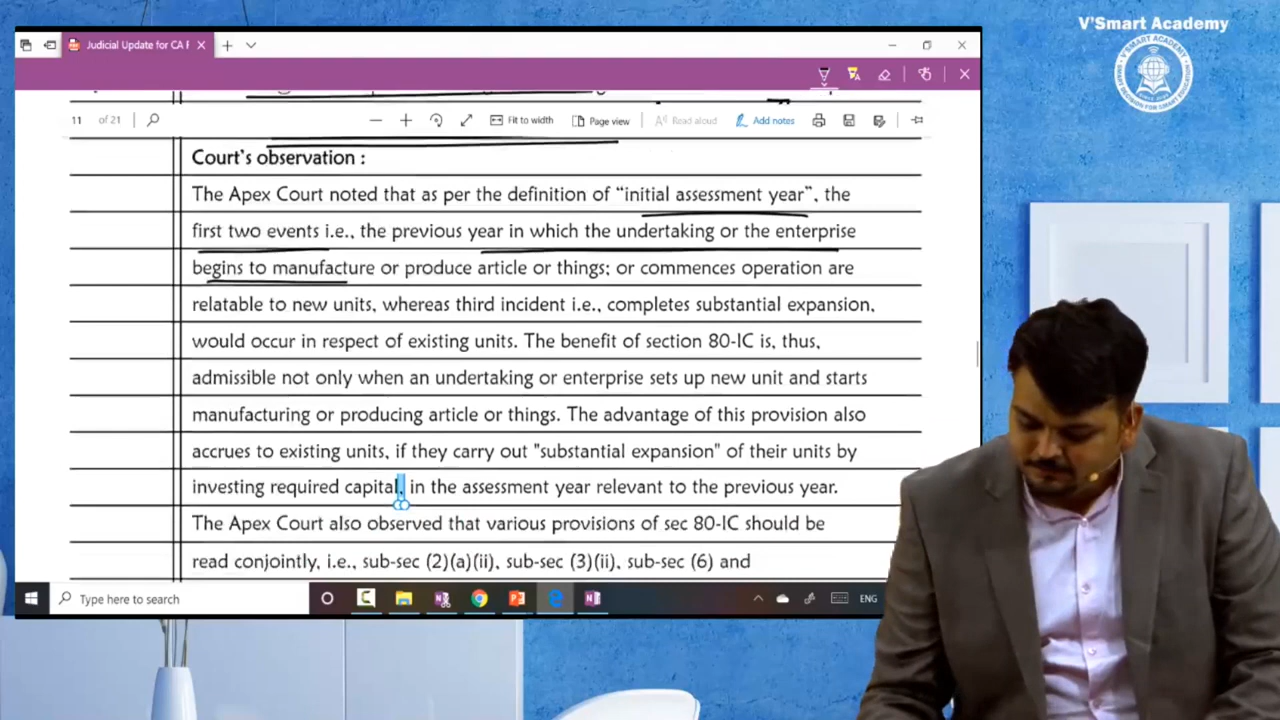 V'Smart Academy
Judicial Update for CA F
11 of 21
Fit to width
Page view
Read aloud
Add notes
Court's observation :
The Apex Court noted that as per the definition of "initial assessment year", the
first two events i.e., the previous year in which the undertaking or the enterprise
begins to manufacture or produce article or things; or commences operation are
relatable to new units, whereas third incident i.e., completes substantial expansion,
would occur in respect of existing units. The benefit of section 80-IC is, thus,
admissible not only when an undertaking or enterprise sets up new unit and starts
manufacturing or producing article or things. The advantage of this provision also
accrues to existing units, if they carry out "substantial expansion" of their units by
investing required capital, in the assessment year relevant to the previous year.
The Apex Court also observed that various provisions of sec 80-IC should be
read conjointly, i.e., sub-sec (2)(a)(ii), sub-sec (3)(ii), sub-sec (6) and
Type here to search
ENG